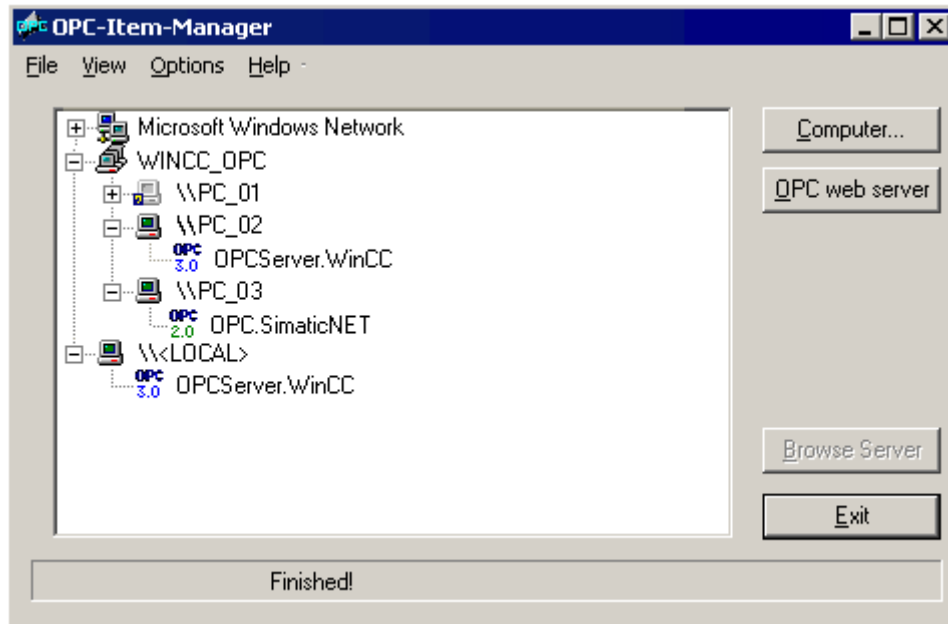 OPC OPC-Item-Manager
File View Options Help
Microsoft Windows Network
Computer...
WINCC_OPC
\\PC_01
OPC web server
\\PC_02
OPC 3.0 OPCServer.WinCC
\\PC_03
OPC 2.0 OPC.SimaticNET
\\<LOCAL>
OPC 3.0 OPCServer.WinCC
Browse Server
Exit
Finished!